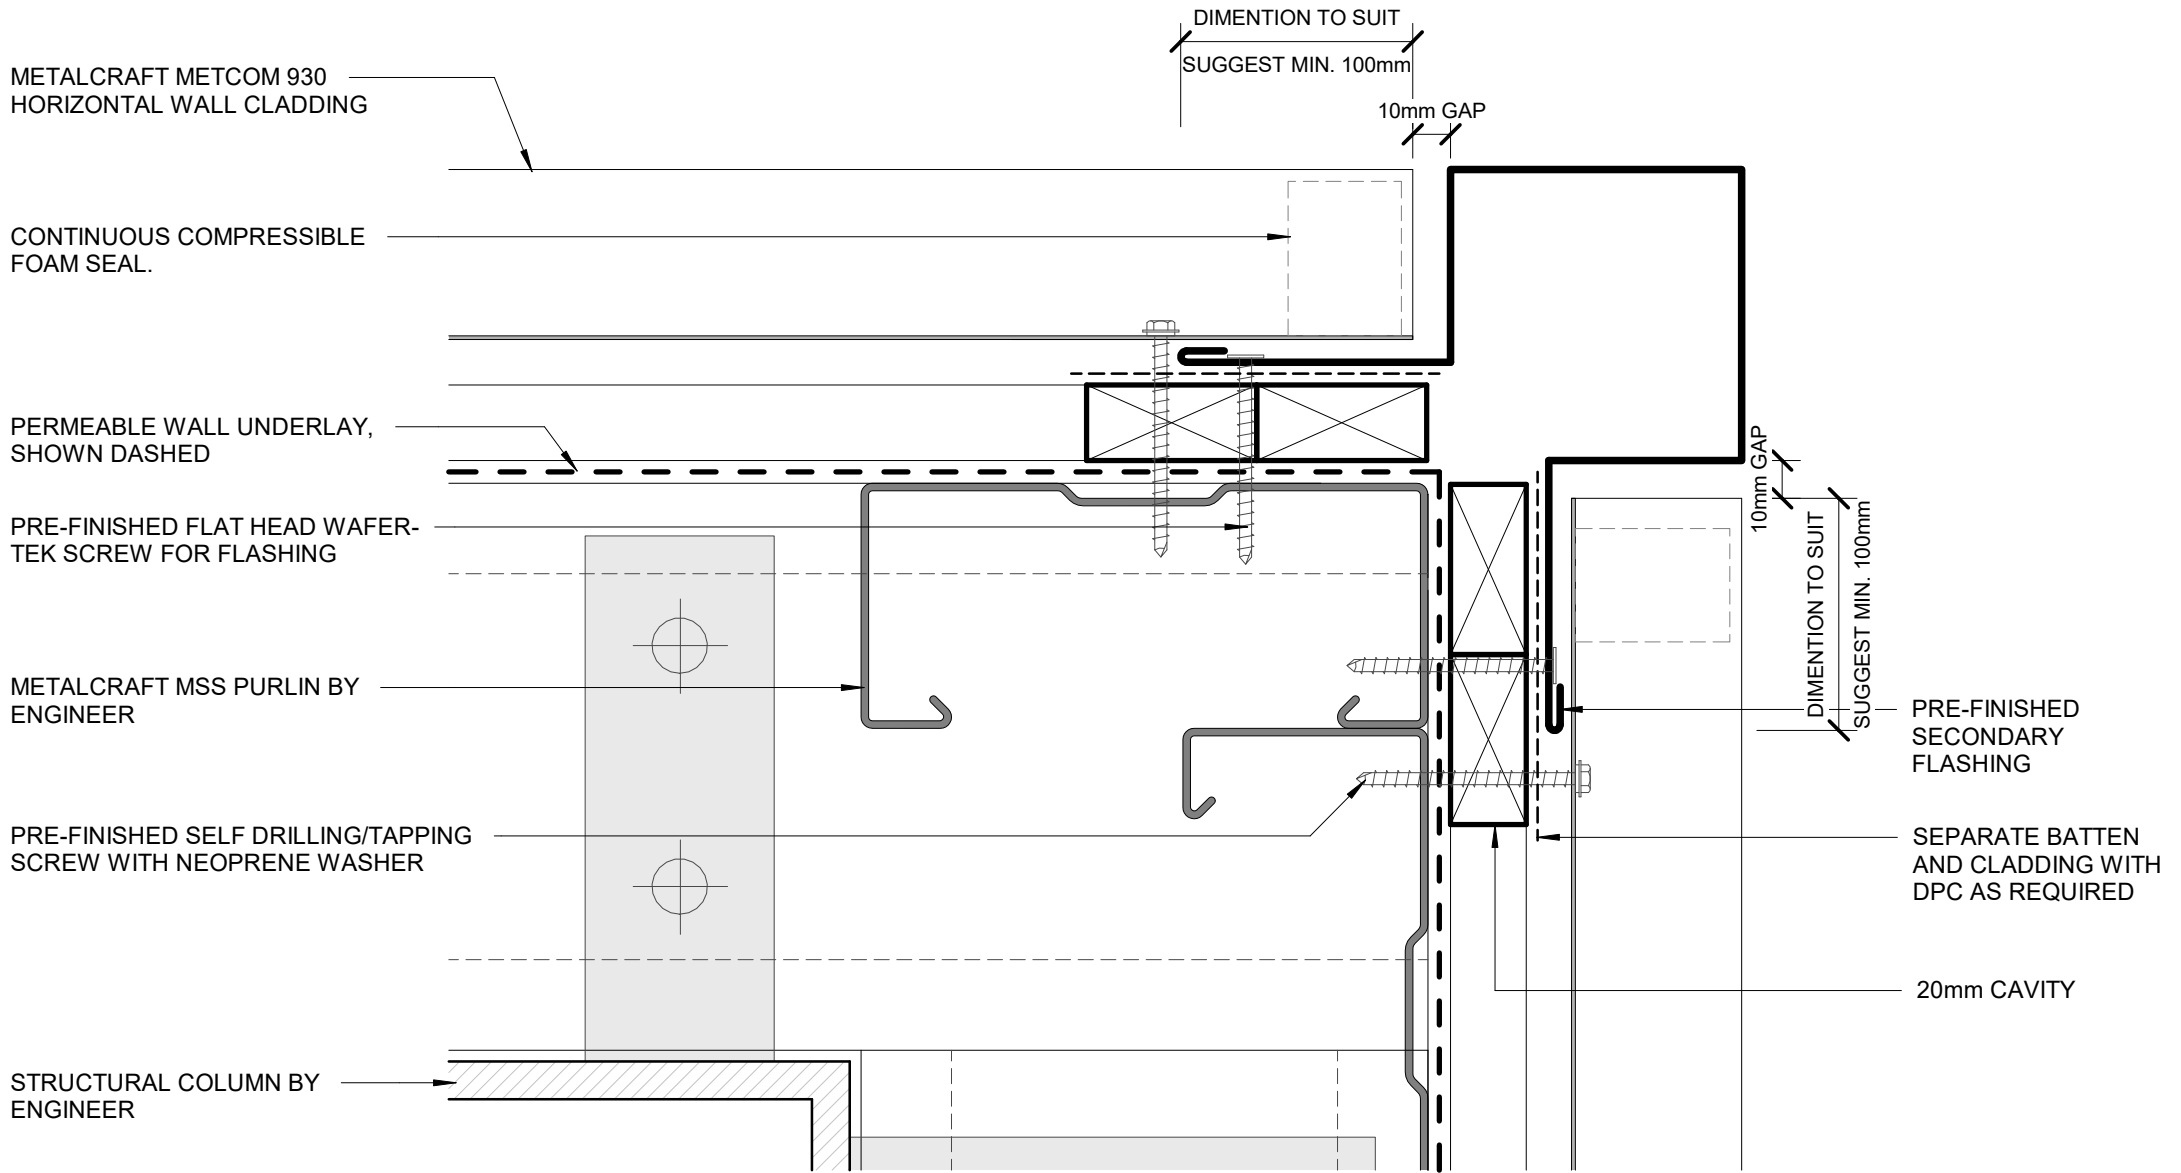 DIMENTION TO SUIT
SUGGEST MIN. 100mm
10mm GAP
METALCRAFT METCOM 930
HORIZONTAL WALL CLADDING
CONTINUOUS COMPRESSIBLE
FOAM SEAL.
PERMEABLE WALL UNDERLAY,
SHOWN DASHED
PRE-FINISHED FLAT HEAD WAFER-
TEK SCREW FOR FLASHING
METALCRAFT MSS PURLIN BY
ENGINEER
PRE-FINISHED SELF DRILLING/TAPPING
SCREW WITH NEOPRENE WASHER
STRUCTURAL COLUMN BY
ENGINEER
10mm GAP
DIMENTION TO SUIT
SUGGEST MIN. 100mm
PRE-FINISHED
SECONDARY
FLASHING
SEPARATE BATTEN
AND CLADDING WITH
DPC AS REQUIRED
20mm CAVITY